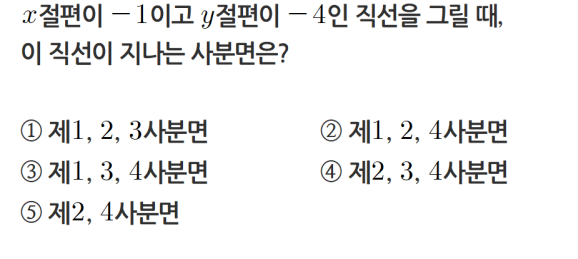 x절편이 −1이고 y절편이 −4인 직선을 그릴 때,
이 직선이 지나는 사분면은?
① 제1, 2, 3사분면 ② 제1, 2, 4사분면
③ 제1, 3, 4사분면 ④ 제2, 3, 4사분면
⑤ 제2, 4사분면